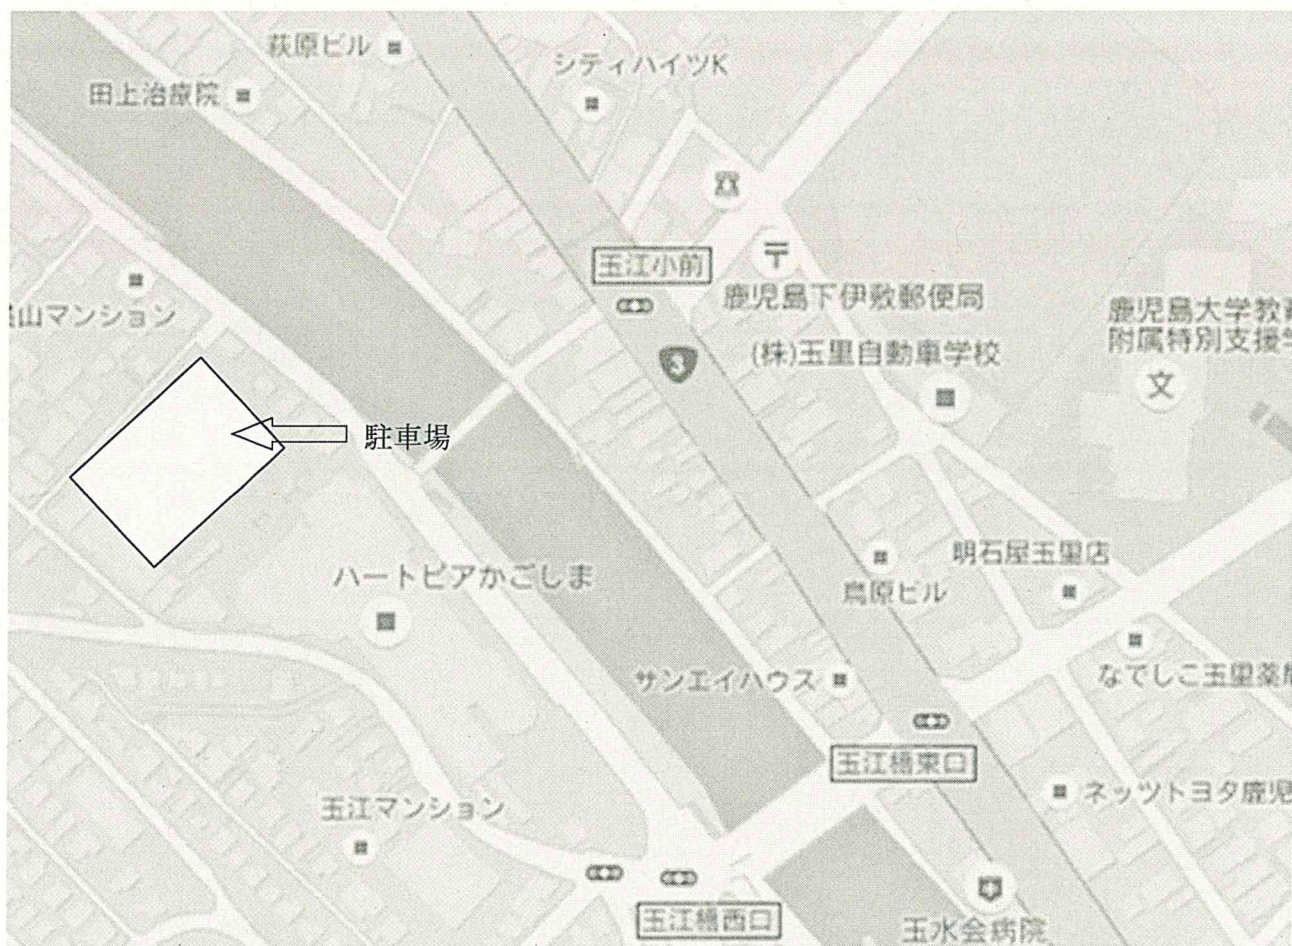 萩原ビル
シティハイツK
田上治療院
玉江小前
鹿児島下伊敷郵便局
山マンション
3
(株)玉里自動車学校
鹿児島大学教育
附属特別支援学
文
駐車場
明石屋玉里店
鳥原ビル
ハートピアかごしま
サンエイハウス
なでしこ玉里薬局
玉江橋東口
ネッツトヨタ鹿児
玉江マンション
玉江橋西口
玉水会病院